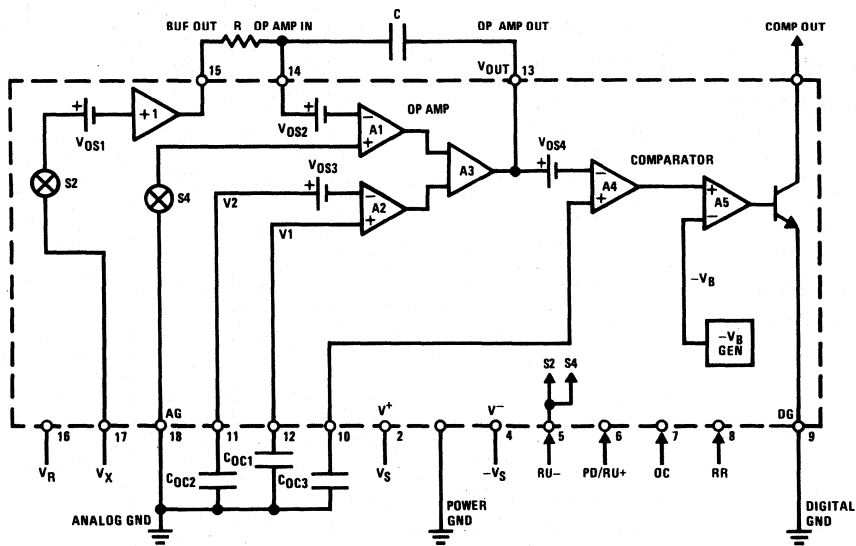 BUF OUT R OP AMP IN C OP AMP OUT COMP OUT
15 14 VOUT 13
+ +1 + OP AMP
VOS1 VOS2 − A1 + VOS4
S2 S4 VOS3 A3 + COMPARATOR
V2 + − A2 + − A4 + + A5 −
V1
−VB
−VB
GEN
S2 S4
AG V+ V− DG
16 17 18 11 12 10 2 4 5 6 7 8 9
VR VX COC2 COC1 COC3 VS −VS RU− PD/RU+ OC RR
ANALOG GND POWER
GND DIGITAL
GND